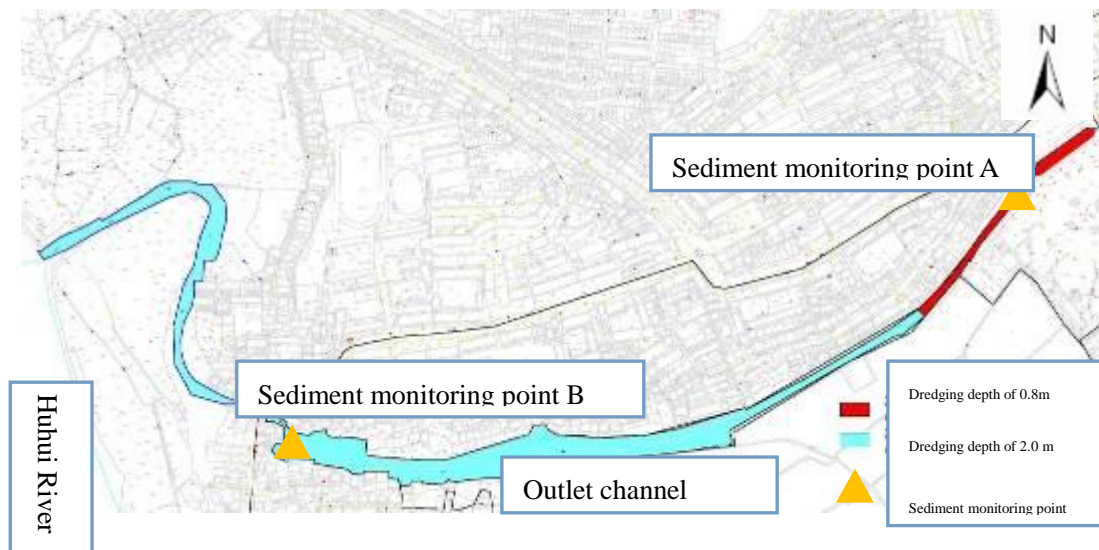 N
Sediment monitoring point A
Sediment monitoring point B
Huhui River
Outlet channel
Dredging depth of 0.8m
Dredging depth of 2.0 m
Sediment monitoring point